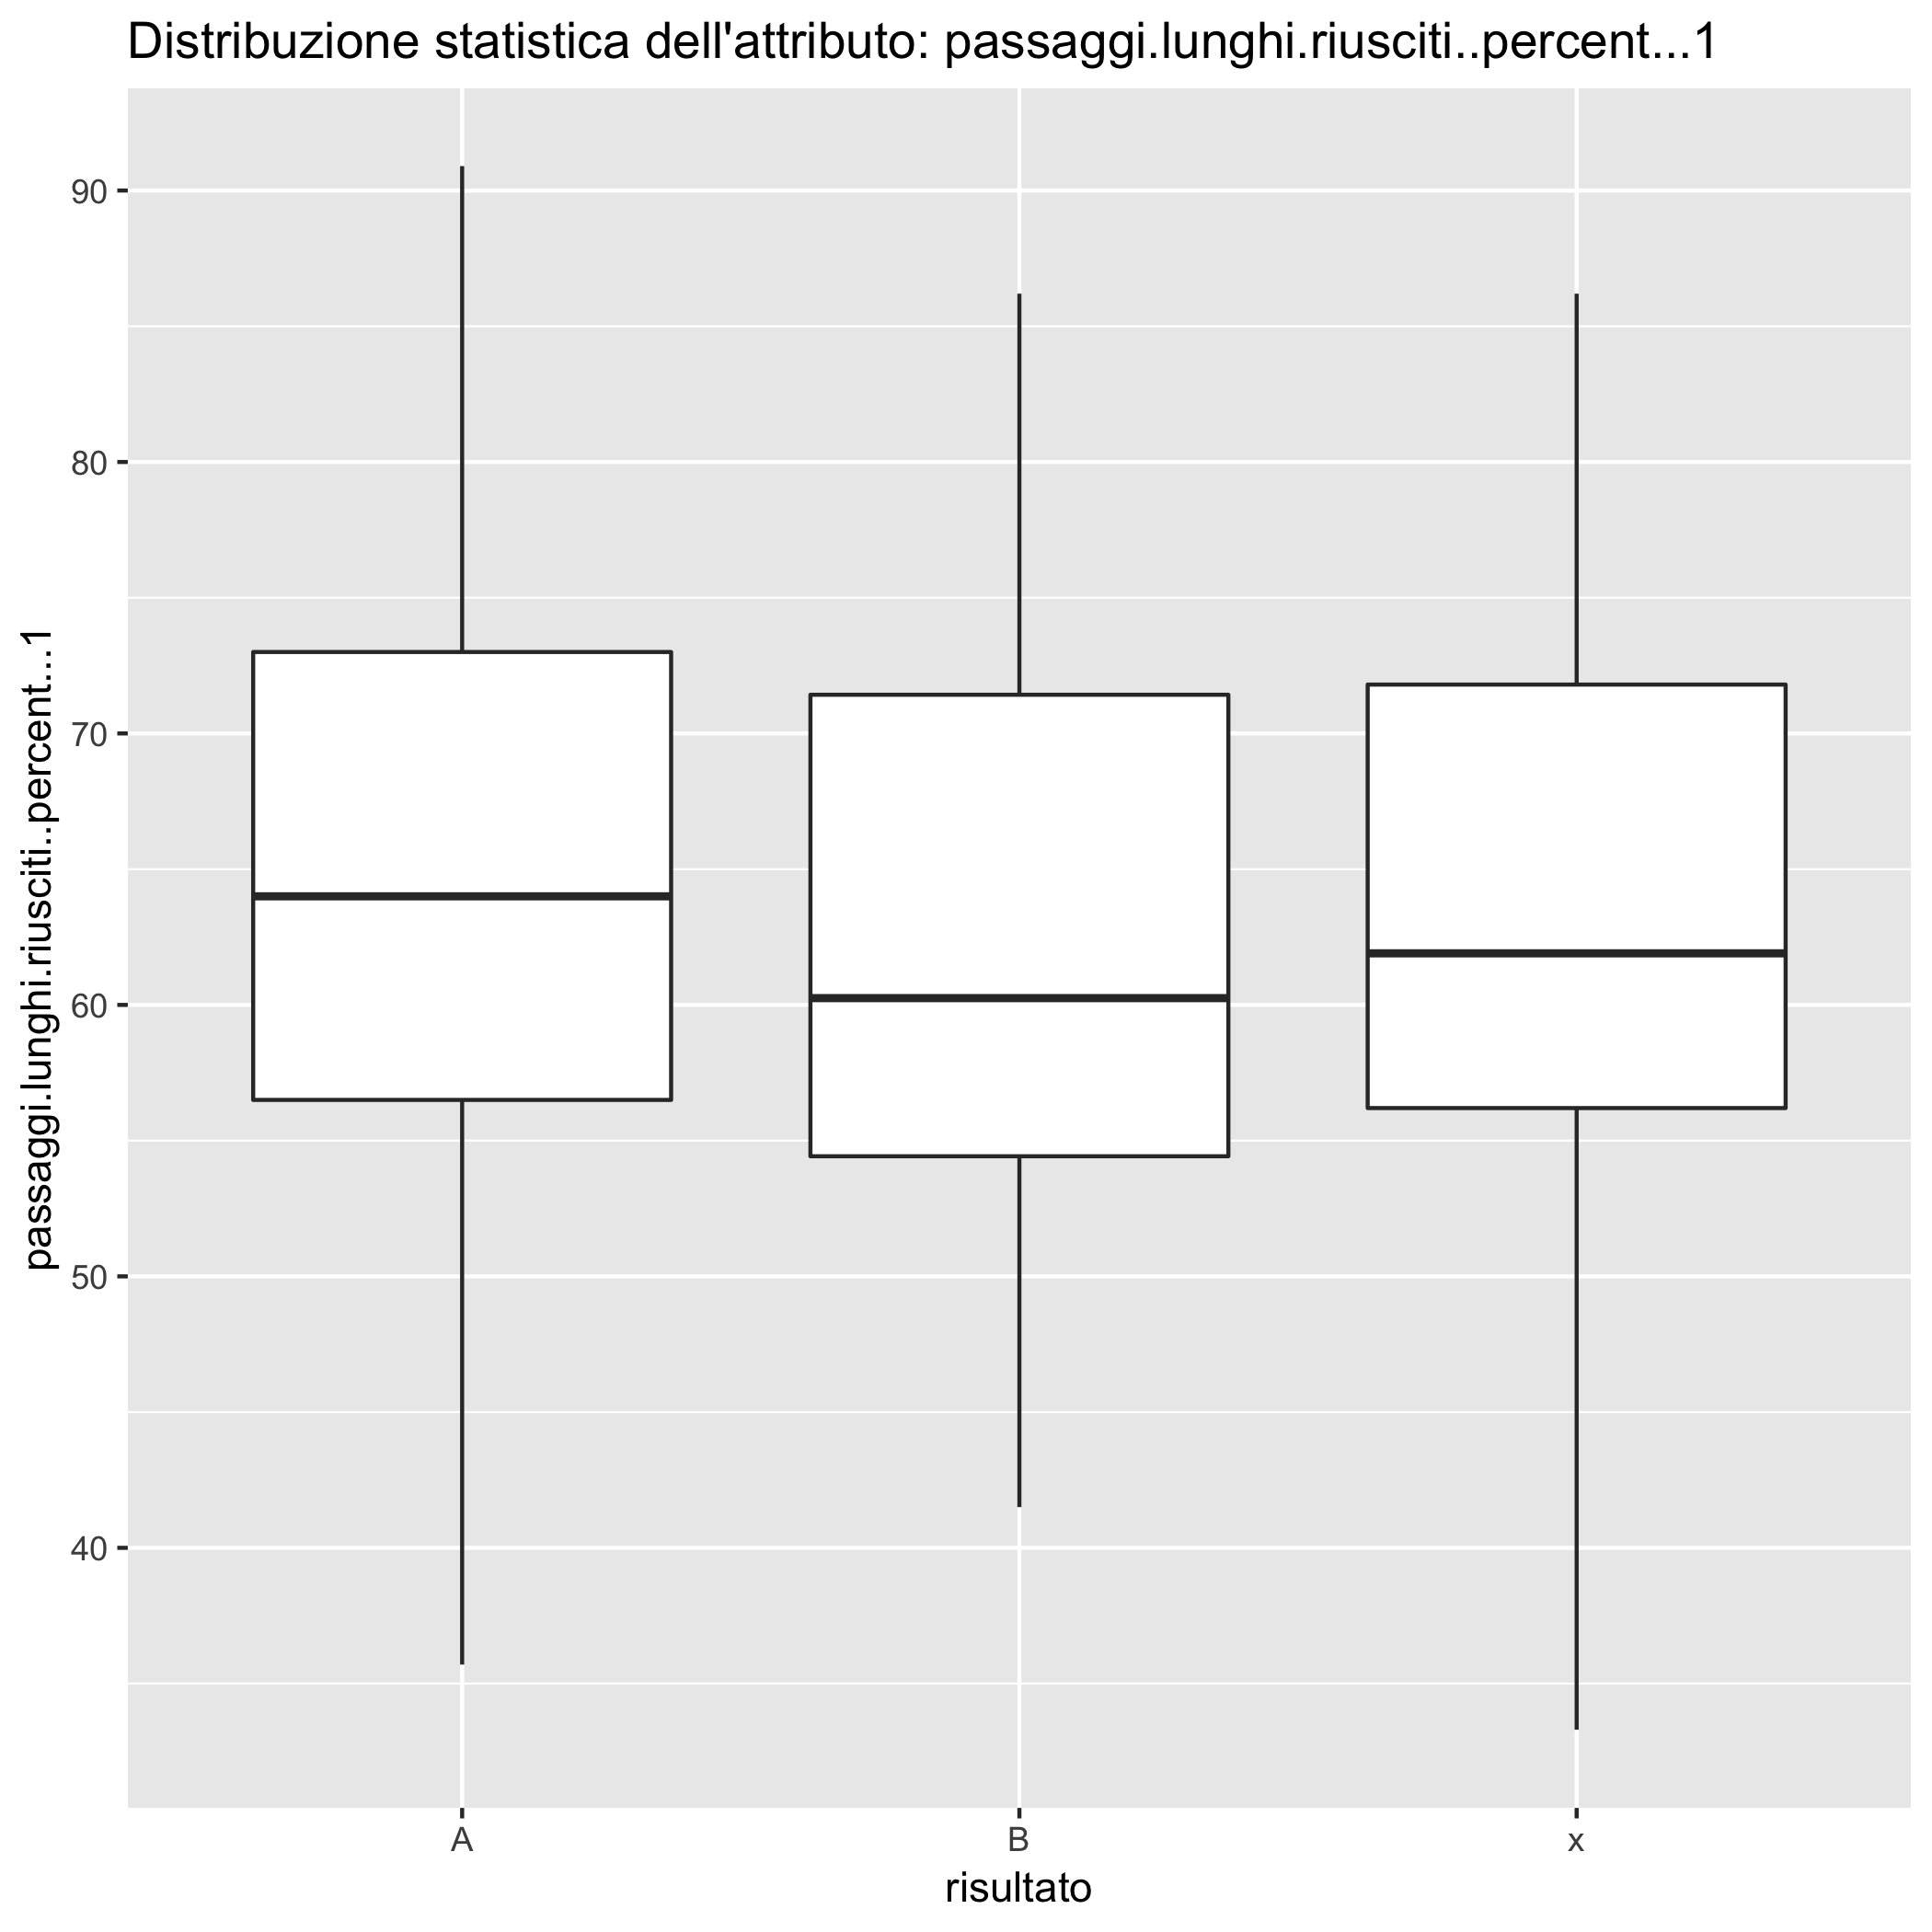 Distribuzione statistica dell'attributo: passaggi.lunghi.riusciti..percent...1
passaggi.lunghi.riusciti..percent...1
90
80
70
60
50
40
A
B
x
risultato